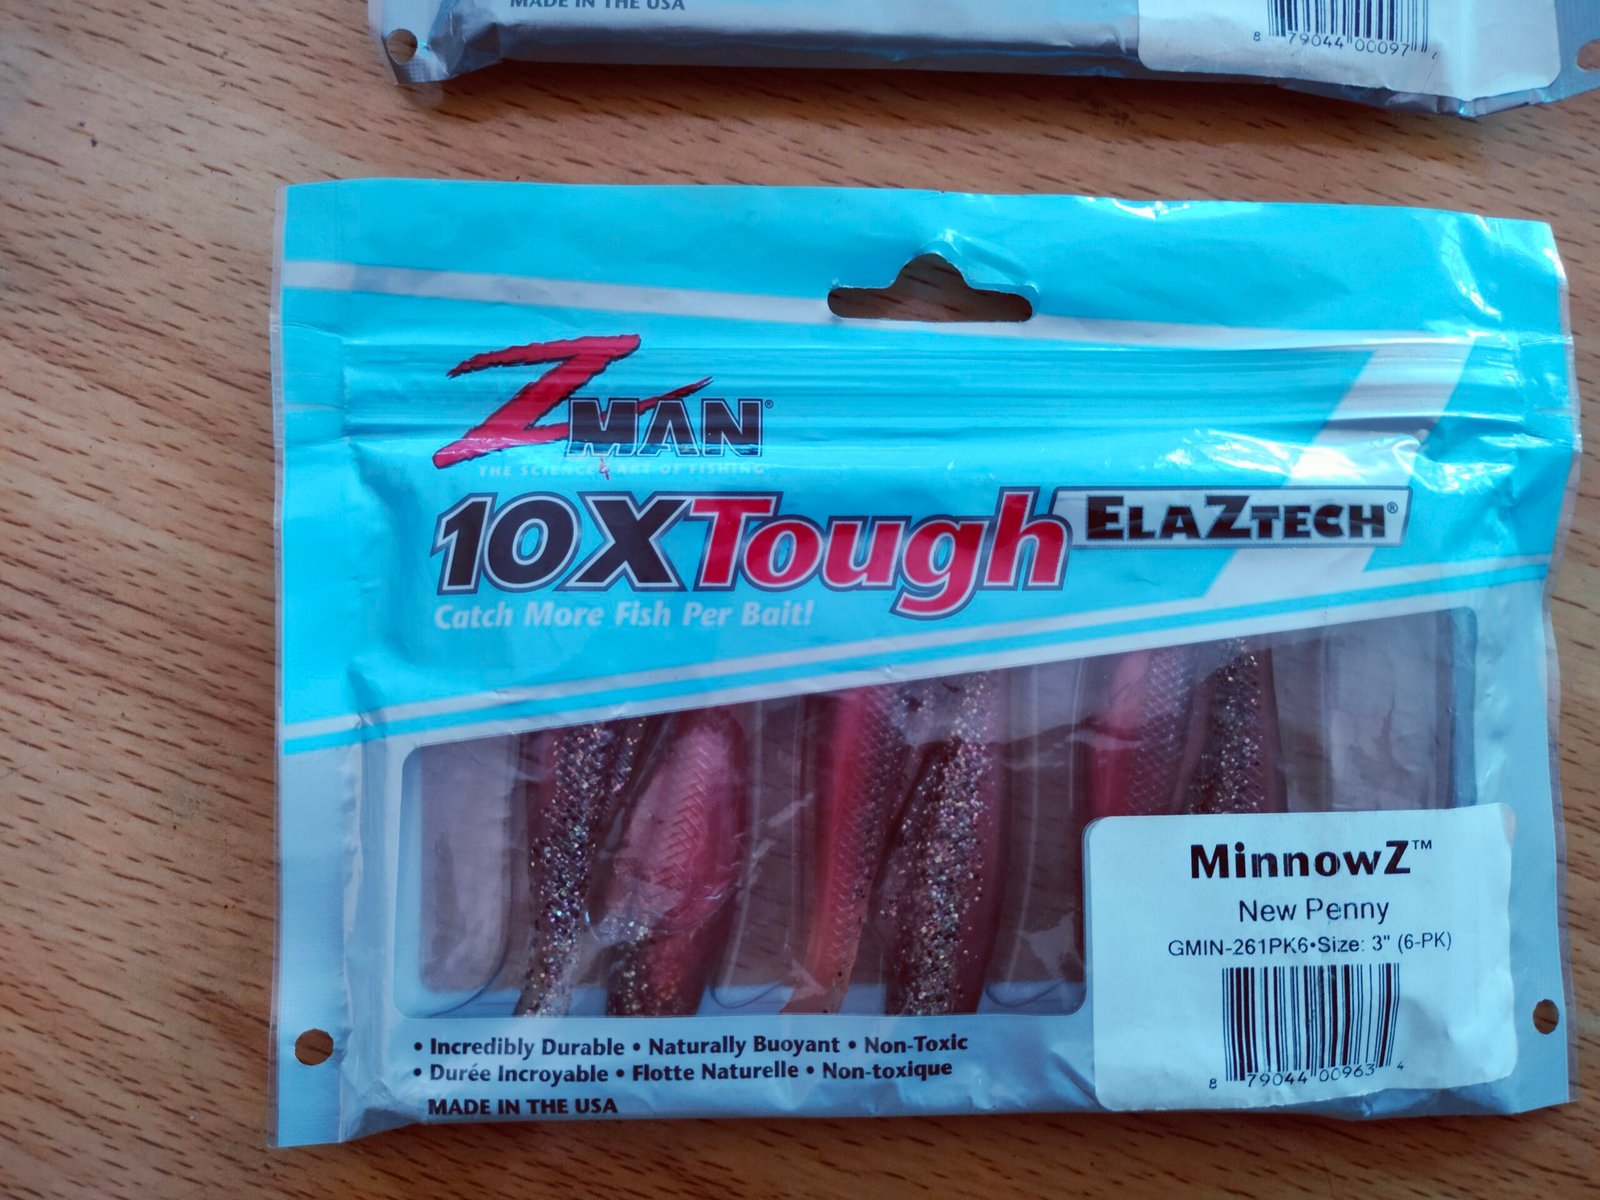 MADE IN THE USA
8 79044 00097
ZMAN®
THE SCIENCE & ART OF FISHING
10X Tough ELAZTECH®
Catch More Fish Per Bait!
MinnowZ™
New Penny
GMIN-261PK6•Size: 3" (6-PK)
8 79044 00963 4
• Incredibly Durable • Naturally Buoyant • Non-Toxic
• Durée Incroyable • Flotte Naturelle • Non-toxique
MADE IN THE USA